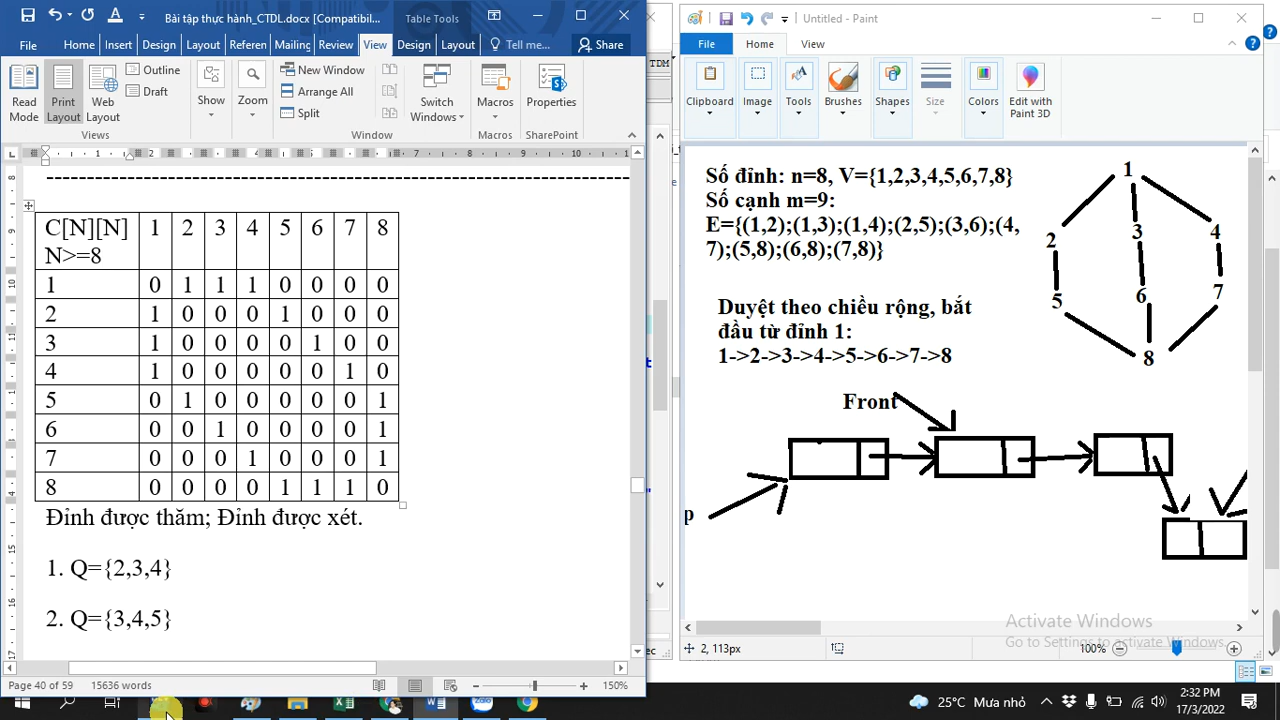 Bài tập thực hành_CTDL.docx [Compatibil...
Table Tools
File Home Insert Design Layout Referen Mailing Review View Design Layout Tell me... Share
Read Mode
Print Layout
Web Layout
Outline
Draft
Views
Show
Zoom
New Window
Arrange All
Split
Window
Switch Windows
Macros
Macros
Properties
SharePoint
C[N][N] 1 2 3 4 5 6 7 8
N>=8
1 0 1 1 1 0 0 0 0
2 1 0 0 0 1 0 0 0
3 1 0 0 0 0 1 0 0
4 1 0 0 0 0 0 1 0
5 0 1 0 0 0 0 0 1
6 0 0 1 0 0 0 0 1
7 0 0 0 1 0 0 0 1
8 0 0 0 0 1 1 1 0
Đỉnh được thăm; Đỉnh được xét.
1. Q={2,3,4}
2. Q={3,4,5}
Page 40 of 59 15636 words
150%
TDM
Untitled - Paint
File Home View
Clipboard
Image
Tools
Brushes
Shapes
Size
Colors
Edit with Paint 3D
Số đỉnh: n=8, V={1,2,3,4,5,6,7,8}
Số cạnh m=9:
E={(1,2);(1,3);(1,4);(2,5);(3,6);(4,
7);(5,8);(6,8);(7,8)}
Duyệt theo chiều rộng, bắt
đầu từ đỉnh 1:
1->2->3->4->5->6->7->8
1
2 3 4
5 6 7
8
Front
p
Activate Windows
Go to Settings to activate Windows.
2, 113px
100%
25°C Mưa nhỏ
2:32 PM
17/3/2022